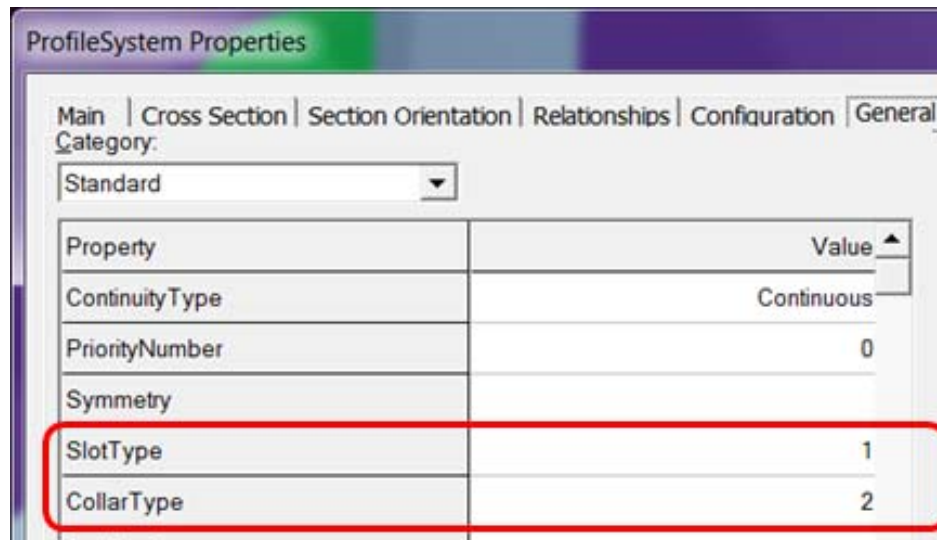 ProfileSystem Properties
Main Cross Section Section Orientation Relationships Configuration General
Category:
Standard
Property Value
ContinuityType Continuous
PriorityNumber 0
Symmetry
SlotType 1
CollarType 2